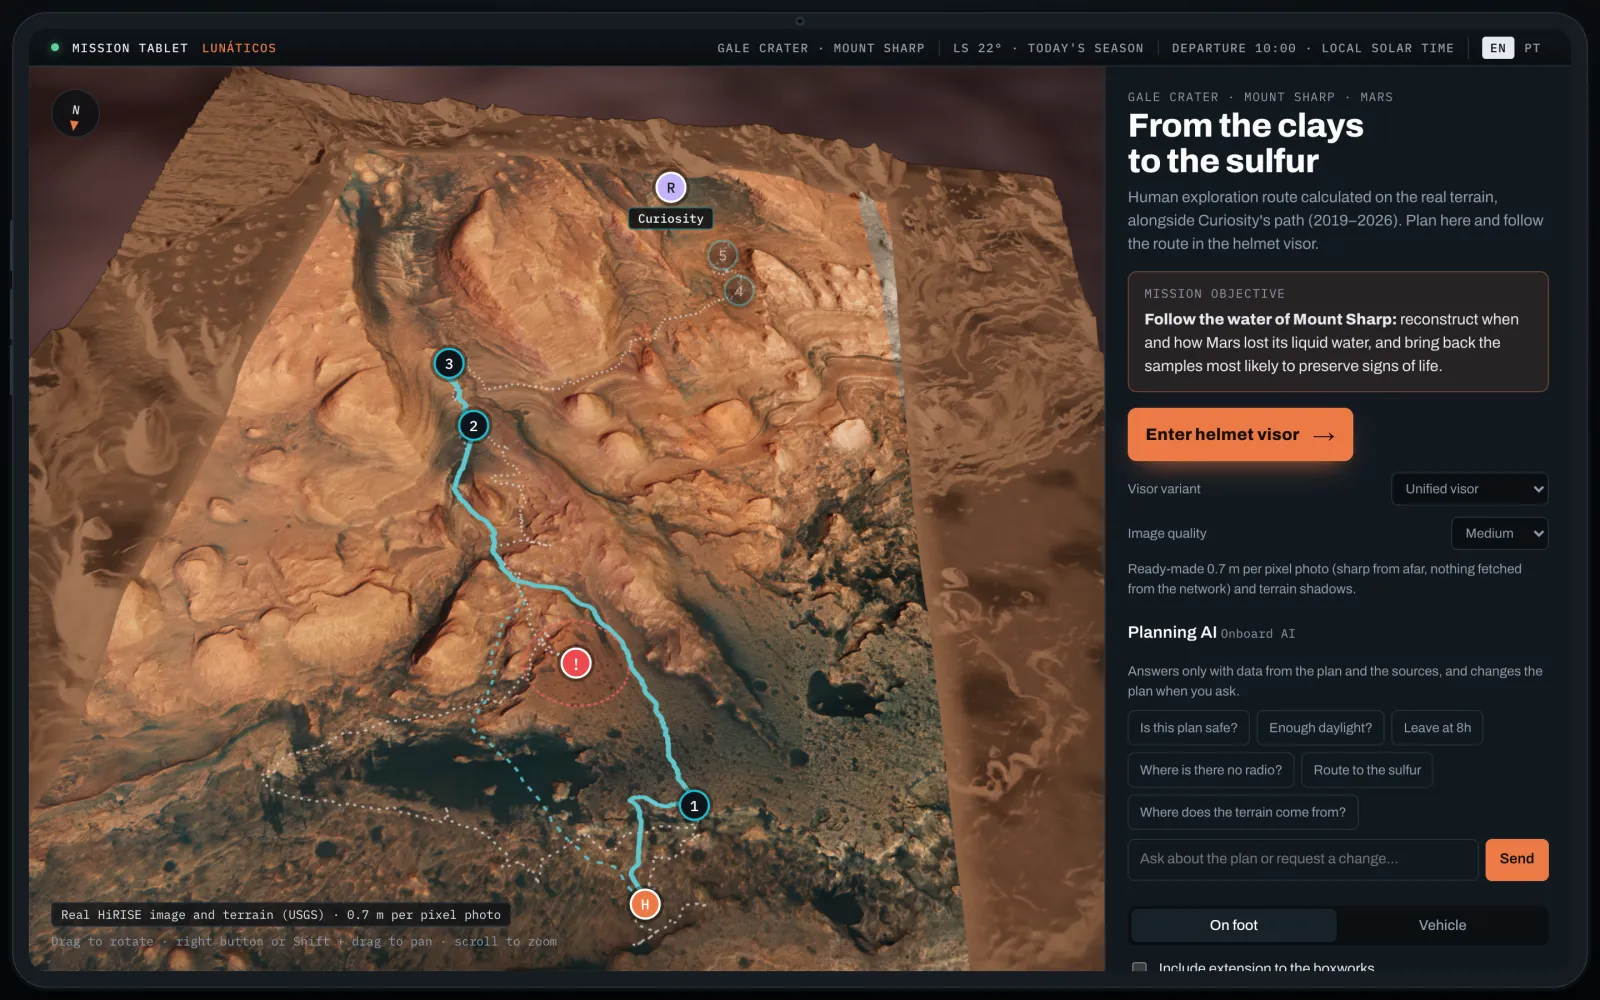 MISSION TABLET LUNÁTICOS
GALE CRATER · MOUNT SHARP
LS 22° · TODAY'S SEASON
DEPARTURE 10:00 · LOCAL SOLAR TIME
EN PT
N
R
Curiosity
5
4
3
2
!
1
H
Real HiRISE image and terrain (USGS) · 0.7 m per pixel photo
Drag to rotate · right button or Shift + drag to pan · scroll to zoom
GALE CRATER · MOUNT SHARP · MARS
From the clays
to the sulfur
Human exploration route calculated on the real terrain,
alongside Curiosity's path (2019–2026). Plan here and follow
the route in the helmet visor.
MISSION OBJECTIVE
Follow the water of Mount Sharp: reconstruct when
and how Mars lost its liquid water, and bring back the
samples most likely to preserve signs of life.
Enter helmet visor →
Visor variant
Unified visor
Image quality
Medium
Ready-made 0.7 m per pixel photo (sharp from afar, nothing fetched
from the network) and terrain shadows.
Planning AI Onboard AI
Answers only with data from the plan and the sources, and changes the
plan when you ask.
Is this plan safe?
Enough daylight?
Leave at 8h
Where is there no radio?
Route to the sulfur
Where does the terrain come from?
Ask about the plan or request a change...
Send
On foot
Vehicle
Include extension to the boxworks